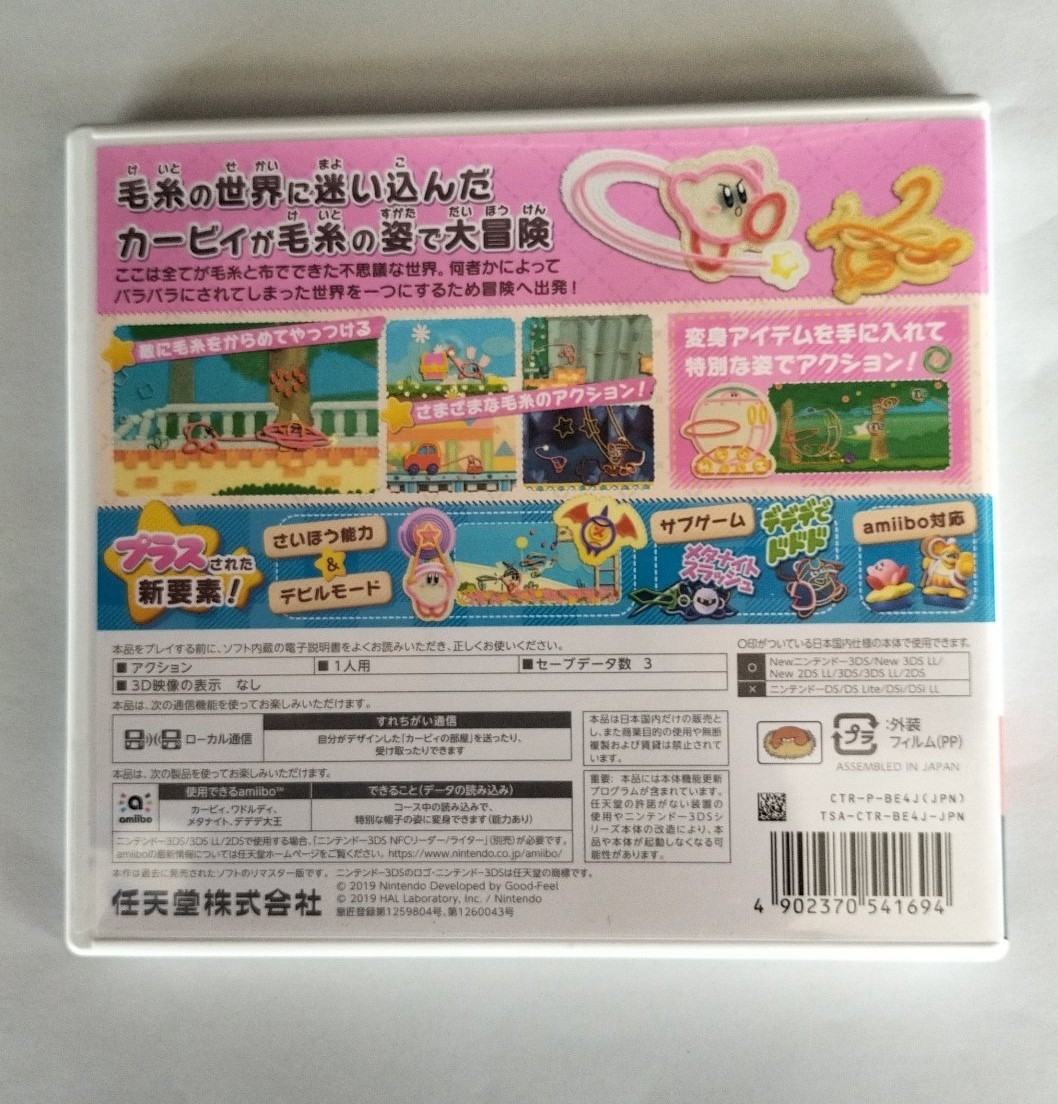 毛糸の世界に迷い込んだ
カービィが毛糸の姿で大冒険
ここは全てが毛糸と布でできた不思議な世界。何者かによって
バラバラにされてしまった世界を一つにするため冒険へ出発!
敵に毛糸をからめてやっつける
さまざまな毛糸のアクション!
変身アイテムを手に入れて
特別な姿でアクション!
プラスされた
新要素!
さいほう能力
&
デビルモード
サブゲーム
メタナイト
スラッシュ
デデデで
ドドドド
amiibo対応
本品をプレイする前に、ソフト内蔵の電子説明書をよくお読みいただき、正しくお使いください。
■ アクション ■ 1人用 ■ セーブデータ数 3
■ 3D映像の表示 なし
〇印がついている日本国内仕様の本体で使用できます。
〇 Newニンテンドー3DS/New 3DS LL/
New 2DS LL/3DS/3DS LL/2DS
× ニンテンドーDS/DS Lite/DSi/DSi LL
本品は、次の通信機能を使ってお楽しみいただけます。
ローカル通信
すれちがい通信
自分がデザインした「カービィの部屋」を送ったり、
受け取ったりできます
本品は、次の製品を使ってお楽しみいただけます。
amiibo
使用できるamiibo™
カービィ、ワドルディ、
メタナイト、デデデ大王
できること(データの読み込み)
コース中の読み込みで、
特別な帽子の姿に変身できます(能力あり)
ニンテンドー3DS/3DS LL/2DSで使用する場合、「ニンテンドー3DS NFCリーダー/ライター」(別売)が必要です。
amiiboの最新情報については任天堂ホームページをご覧ください。https://www.nintendo.co.jp/amiibo/
本品は日本国内だけの販売と
し、また商業目的の使用や無断
複製および賃貸は禁止されて
います。
重要: 本品には本体機能更新
プログラムが含まれています。
任天堂の許諾がない装置の
使用やニンテンドー3DSシ
リーズ本体の改造により、本
品や本体が起動しなくなる可
能性があります。
プラ
:外装
フィルム(PP)
ASSEMBLED IN JAPAN
CTR-P-BE4J(JPN)
TSA-CTR-BE4J-JPN
4 902370 541694
本作は過去に発売されたソフトのリマスター版です。 ニンテンドー3DSのロゴ・ニンテンドー3DSは任天堂の商標です。
任天堂株式会社
© 2019 Nintendo Developed by Good-Feel
© 2019 HAL Laboratory, Inc. / Nintendo
意匠登録第1259804号, 第1260043号